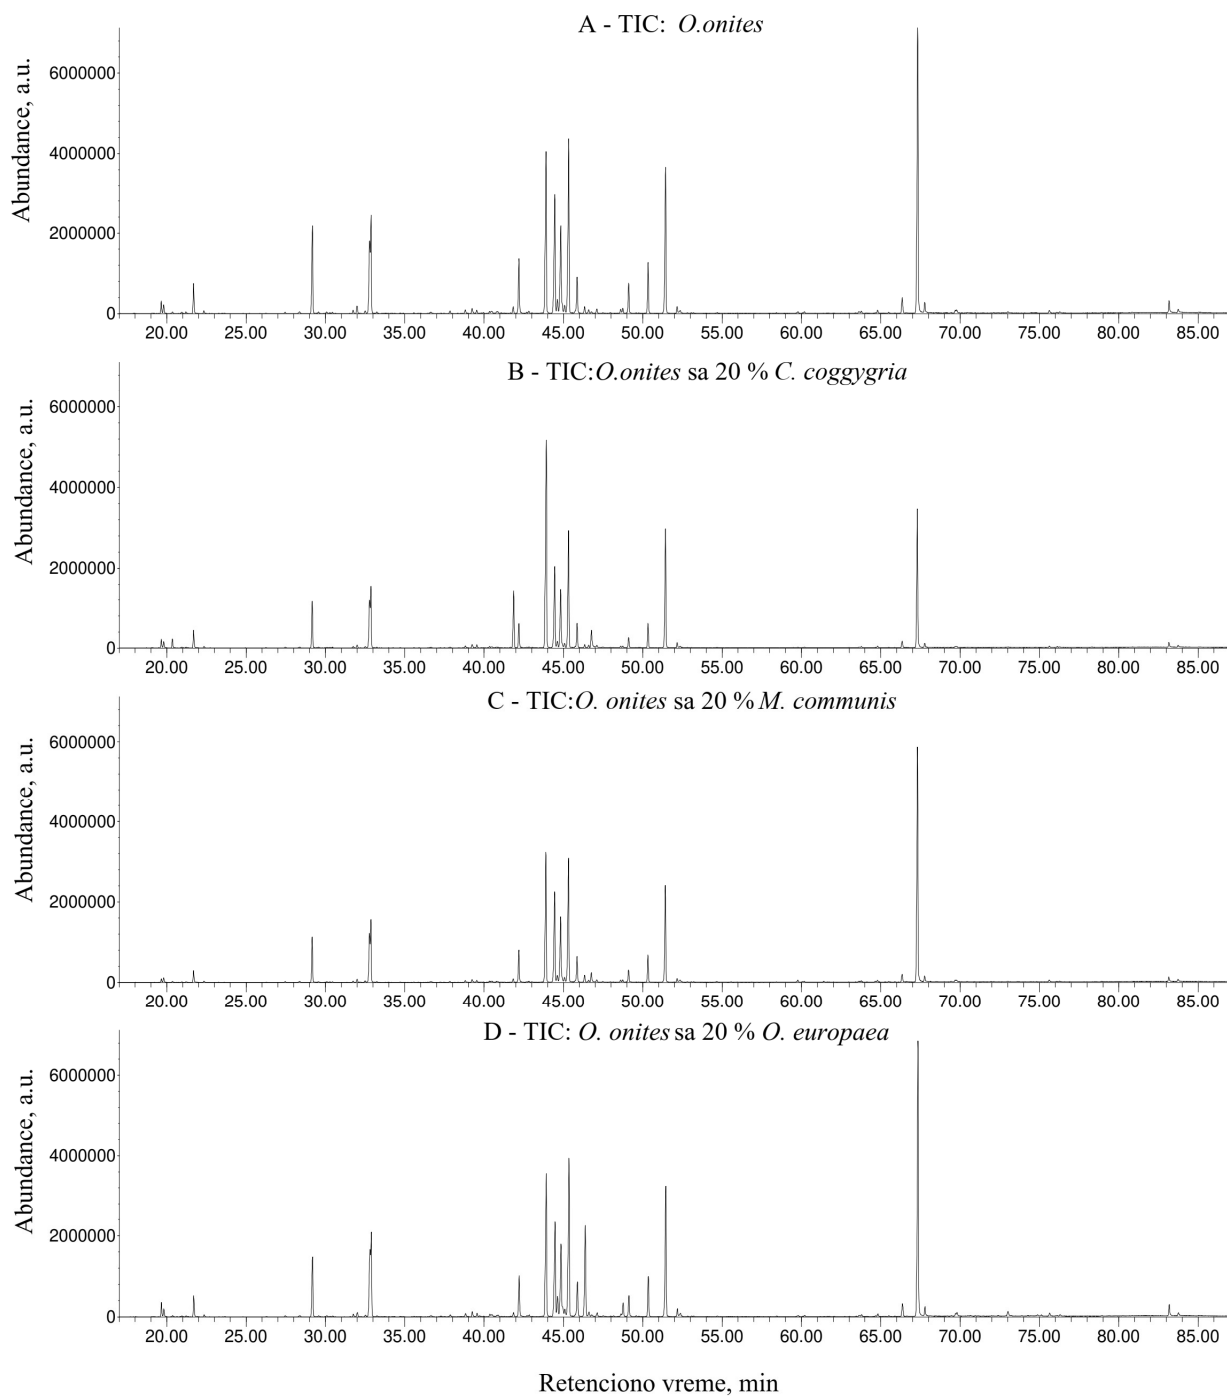 A - TIC: O.onites
Abundance, a.u.
6000000
4000000
2000000
0
20.00 25.00 30.00 35.00 40.00 45.00 50.00 55.00 60.00 65.00 70.00 75.00 80.00 85.00
B - TIC:O.onites sa 20 % C. coggygria
Abundance, a.u.
6000000
4000000
2000000
0
20.00 25.00 30.00 35.00 40.00 45.00 50.00 55.00 60.00 65.00 70.00 75.00 80.00 85.00
C - TIC:O. onites sa 20 % M. communis
Abundance, a.u.
6000000
4000000
2000000
0
20.00 25.00 30.00 35.00 40.00 45.00 50.00 55.00 60.00 65.00 70.00 75.00 80.00 85.00
D - TIC: O. onites sa 20 % O. europaea
Abundance, a.u.
6000000
4000000
2000000
0
20.00 25.00 30.00 35.00 40.00 45.00 50.00 55.00 60.00 65.00 70.00 75.00 80.00 85.00
Retenciono vreme, min